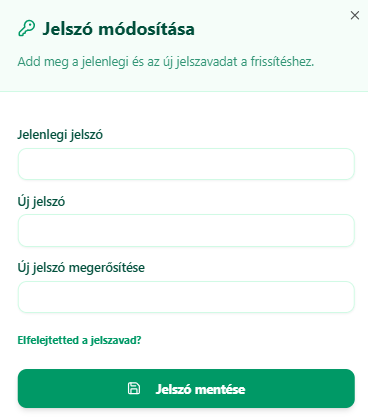 Jelszó módosítása
Add meg a jelenlegi és az új jelszavadat a frissítéshez.
Jelenlegi jelszó
Új jelszó
Új jelszó megerősítése
Elfelejtetted a jelszavad?
Jelszó mentése